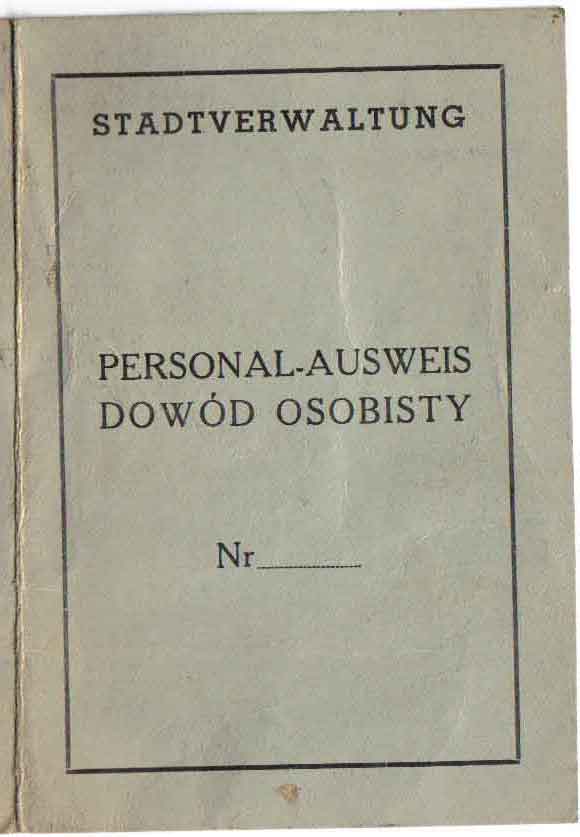 STADTVERWALTUNG
PERSONAL-AUSWEIS
DOWÓD OSOBISTY
Nr